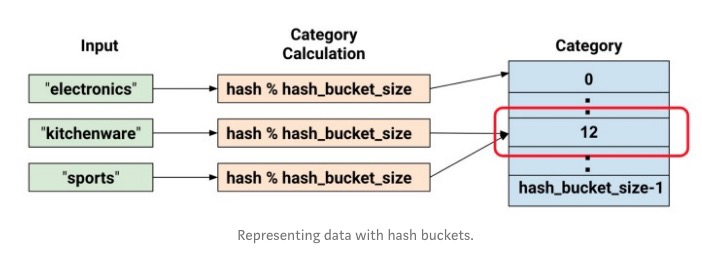 Input
Category
Calculation
Category
"electronics"
hash % hash_bucket_size
0
"kitchenware"
hash % hash_bucket_size
12
"sports"
hash % hash_bucket_size
hash_bucket_size-1
Representing data with hash buckets.